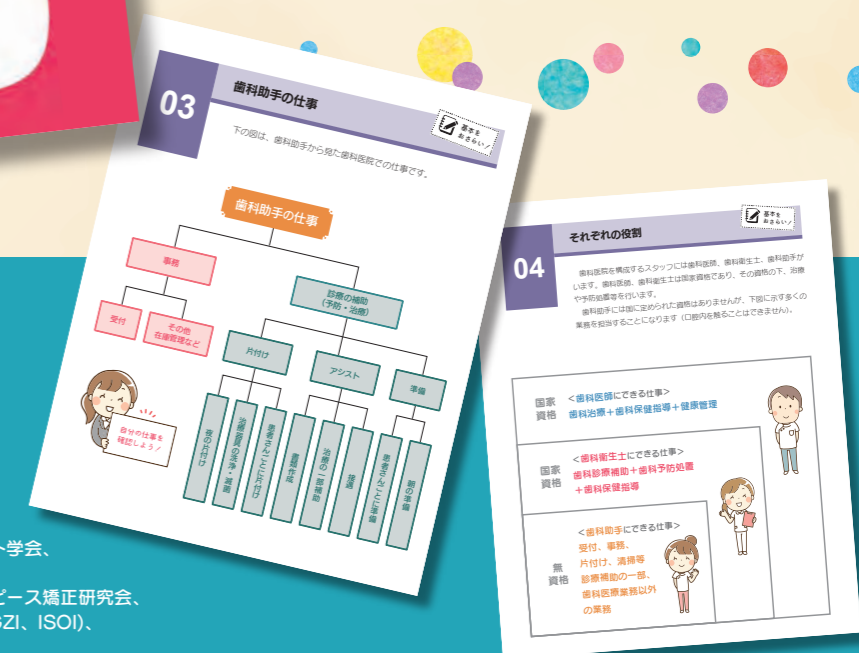 03
歯科助手の仕事
基本を
おさらい!
下の図は、歯科助手から見た歯科医院での仕事です。
歯科助手の仕事
事務
診療の補助
(予防・治療)
受付
その他
在庫管理など
片付け
アシスト
準備
夜の片付け
治療器具の洗浄・滅菌
患者さんごとに片付け
書類作成
治療の一部補助
接遇
患者さんごとに準備
朝の準備
自分の仕事を
確認しよう!
04
それぞれの役割
基本を
おさらい!
歯科医院を構成するスタッフには歯科医師、歯科衛生士、歯科助手が
います。歯科医師、歯科衛生士は国家資格であり、その資格の下、治療
や予防処置等を行います。
歯科助手には国に定められた資格はありませんが、下図に示す多くの
業務を担当することになります(口腔内を触ることはできません)。
国家
資格
<歯科医師にできる仕事>
歯科治療+歯科保健指導+健康管理
国家
資格
<歯科衛生士にできる仕事>
歯科診療補助+歯科予防処置
+歯科保健指導
無
資格
<歯科助手にできる仕事>
受付、事務、
片付け、清掃等
診療補助の一部、
歯科医療業務以外
の業務
ト学会、
ピース矯正研究会、
GZI、ISOI)、